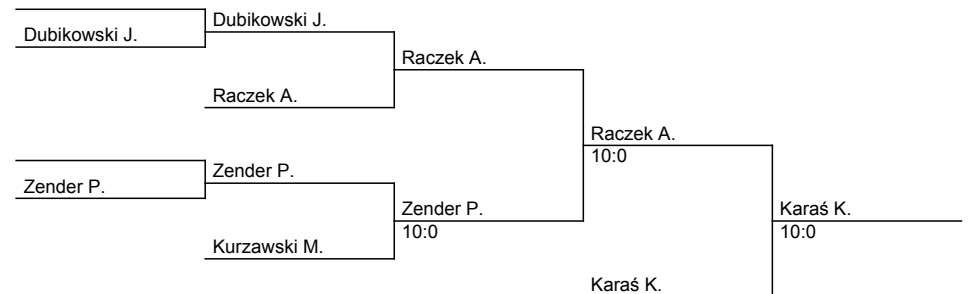 Dubikowski J.
Dubikowski J.
Raczek A.
Raczek A.
Raczek A.
10:0
Zender P.
Zender P.
Zender P.
10:0
Karaś K.
10:0
Kurzawski M.
Karaś K.